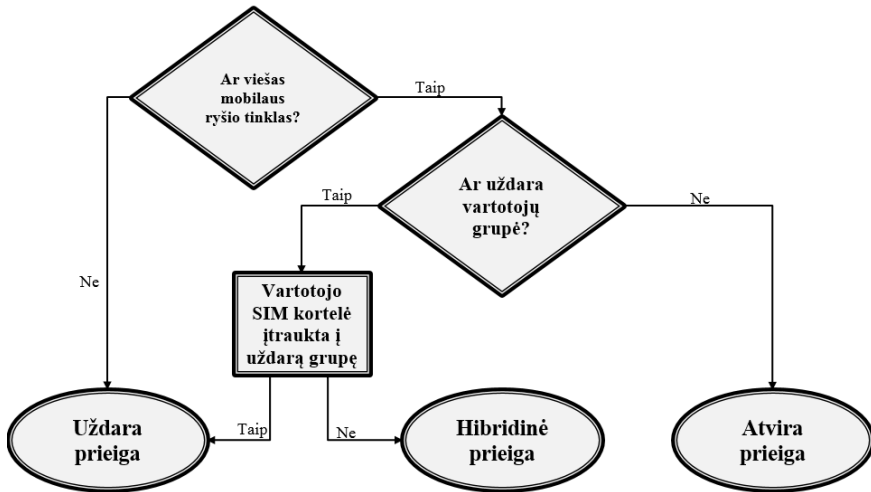 Ar viešas
mobilaus
ryšio tinklas?
Taip
Ar uždara
vartotojų
grupė?
Taip
Ne
Ne
Vartotojo
SIM kortelė
įtraukta į
uždarą grupę
Taip
Ne
Uždara
prieiga
Hibridinė
prieiga
Atvira
prieiga